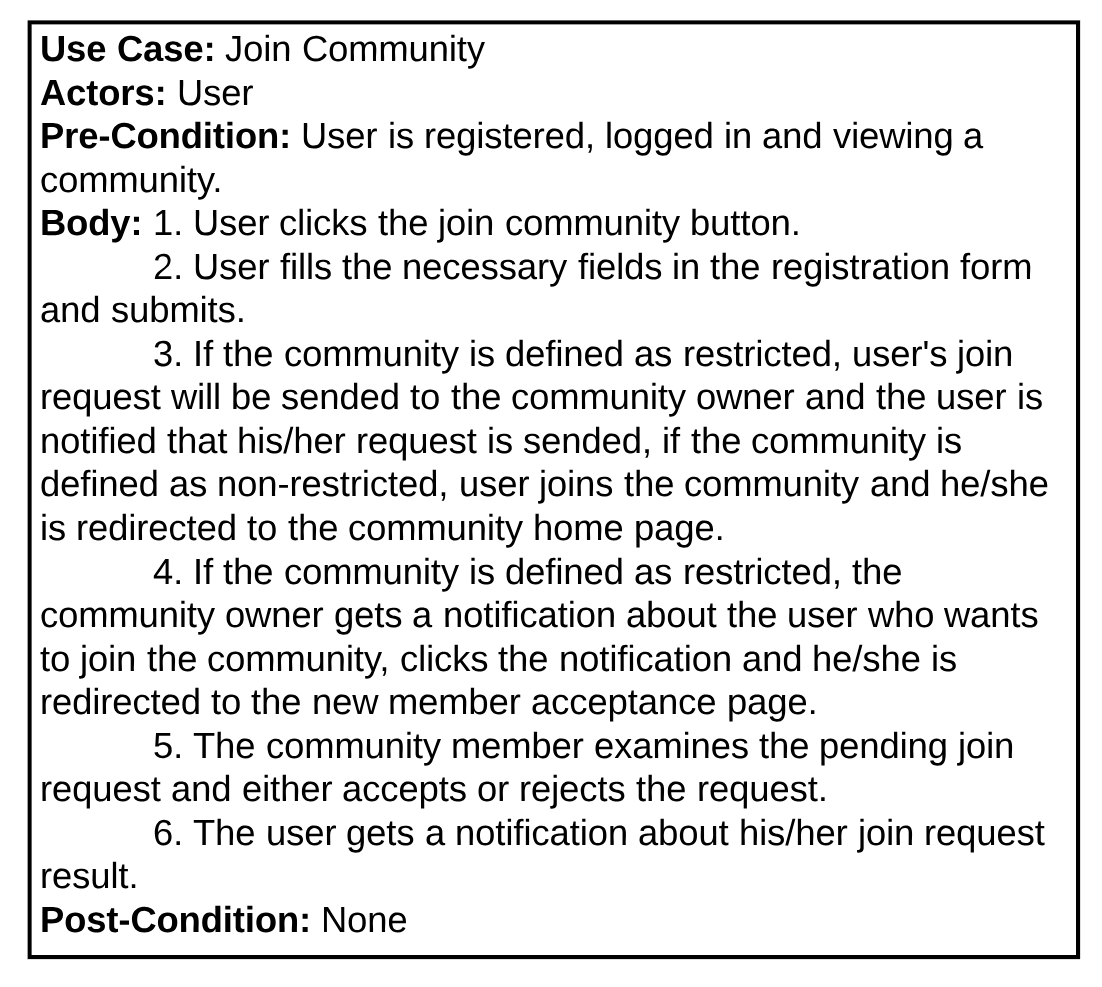 Use Case: Join Community
Actors: User
Pre-Condition: User is registered, logged in and viewing a
community.
Body: 1. User clicks the join community button.
2. User fills the necessary fields in the registration form
and submits.
3. If the community is defined as restricted, user's join
request will be sended to the community owner and the user is
notified that his/her request is sended, if the community is
defined as non-restricted, user joins the community and he/she
is redirected to the community home page.
4. If the community is defined as restricted, the
community owner gets a notification about the user who wants
to join the community, clicks the notification and he/she is
redirected to the new member acceptance page.
5. The community member examines the pending join
request and either accepts or rejects the request.
6. The user gets a notification about his/her join request
result.
Post-Condition: None